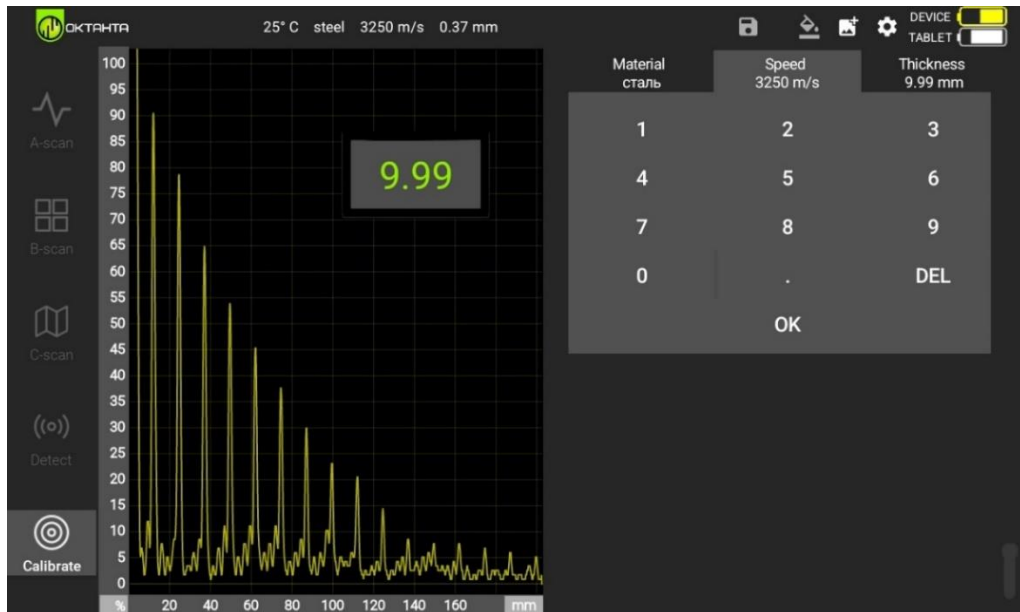 ОКТАНТА
25° C steel 3250 m/s 0.37 mm
DEVICE
TABLET
A-scan
B-scan
C-scan
Detect
Calibrate
100
95
90
85
80
75
70
65
60
55
50
45
40
35
30
25
20
15
10
5
0
% 20 40 60 80 100 120 140 160 mm
9.99
Material Speed Thickness
сталь 3250 m/s 9.99 mm
1 2 3
4 5 6
7 8 9
0 . DEL
OK